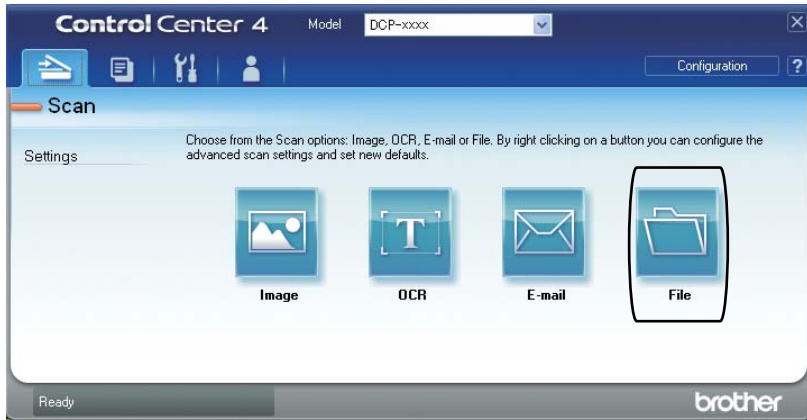 Control Center 4 Model DCP-xxxx
Configuration ?
Scan
Settings
Choose from the Scan options: Image, OCR, E-mail or File. By right clicking on a button you can configure the
advanced scan settings and set new defaults.
T
Image OCR E-mail File
Ready brother